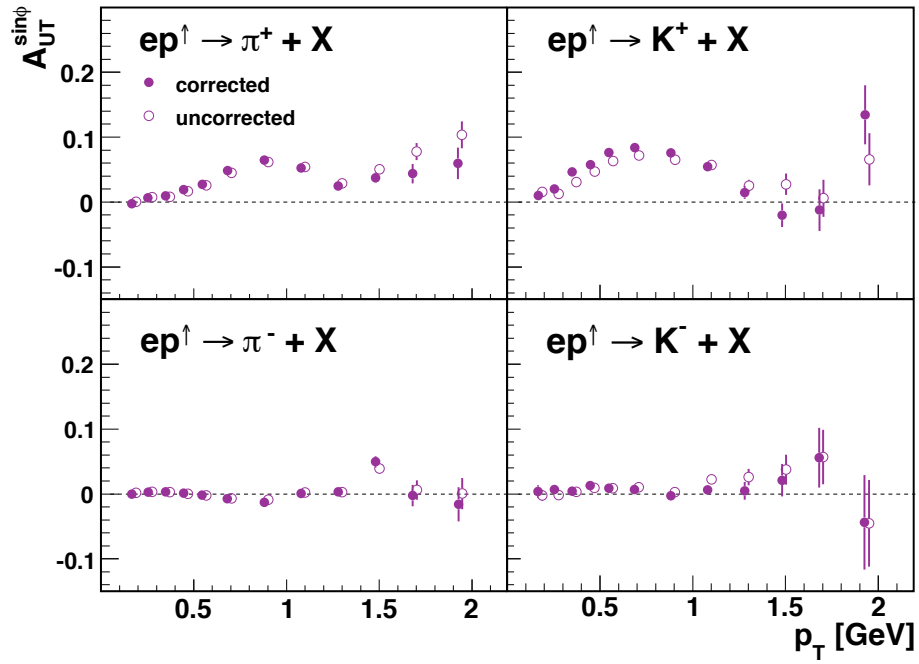 A_UT^sinϕ
ep↑ → π+ + X
ep↑ → K+ + X
corrected
uncorrected
0.2
0.1
0
-0.1
ep↑ → π- + X
ep↑ → K- + X
0.2
0.1
0
-0.1
0.5 1 1.5 2
0.5 1 1.5 2
p_T [GeV]